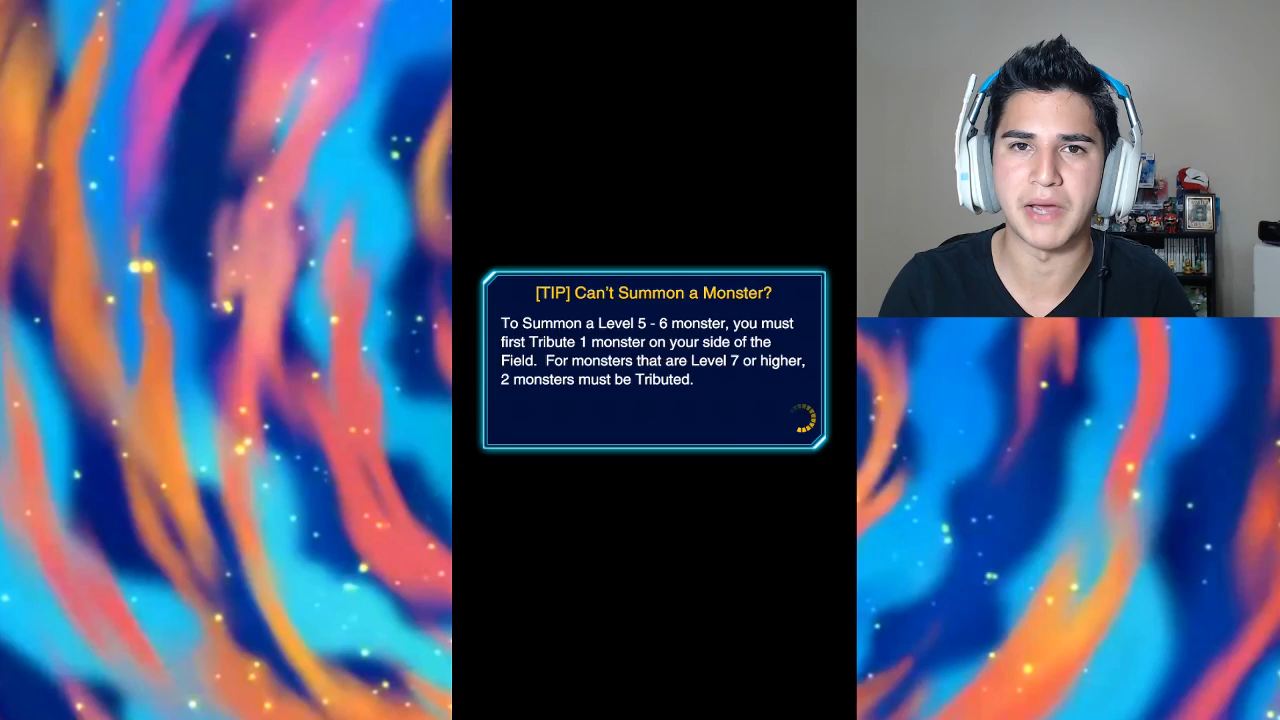 [TIP] Can't Summon a Monster?
To Summon a Level 5 - 6 monster, you must
first Tribute 1 monster on your side of the
Field.  For monsters that are Level 7 or higher,
2 monsters must be Tributed.